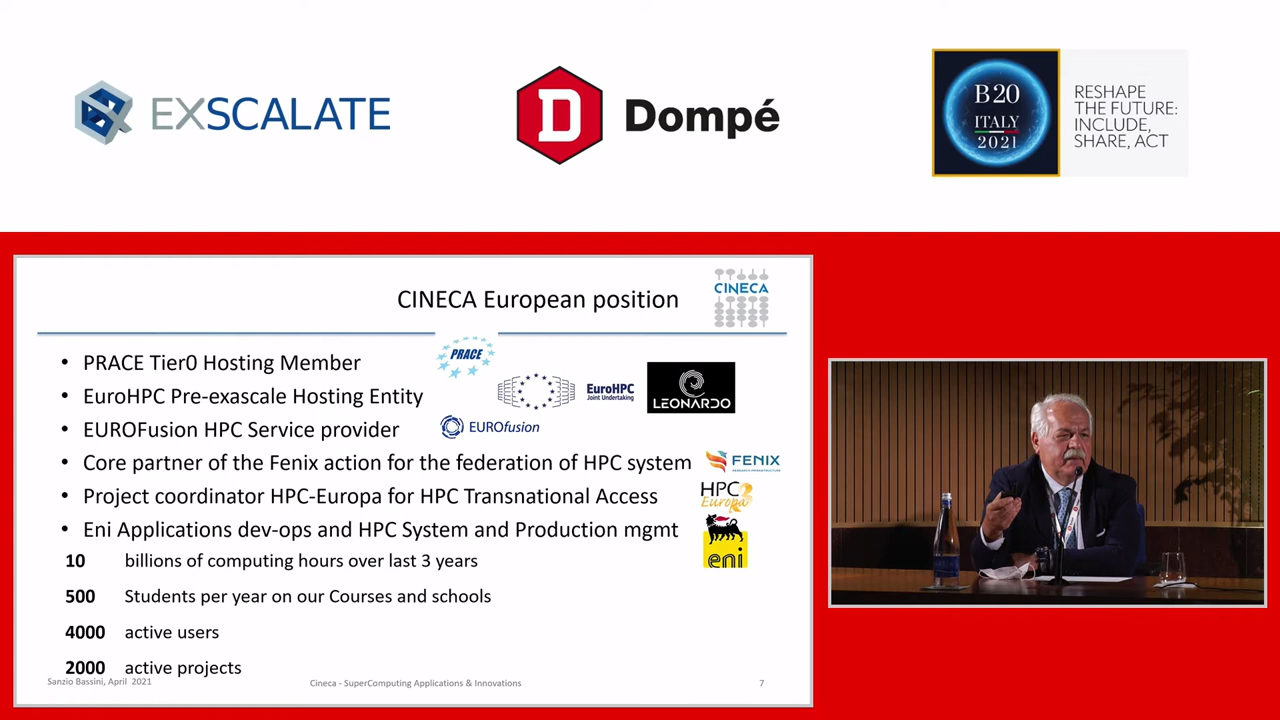 EXSCALATE
D Dompé
B20
ITALY
2021
RESHAPE
THE FUTURE:
INCLUDE,
SHARE, ACT
CINECA European position
CINECA
• PRACE Tier0 Hosting Member
PRACE
• EuroHPC Pre-exascale Hosting Entity
EuroHPC
Joint Undertaking
LEONARDO
• EUROFusion HPC Service provider
EUROfusion
• Core partner of the Fenix action for the federation of HPC system
FENIX
RESEARCH INFRASTRUCTURE
• Project coordinator HPC-Europa for HPC Transnational Access
HPC
Europa 3
• Eni Applications dev-ops and HPC System and Production mgmt
eni
10 billions of computing hours over last 3 years
500 Students per year on our Courses and schools
4000 active users
2000 active projects
Sanzio Bassini, April 2021
Cineca - SuperComputing Applications & Innovations
7